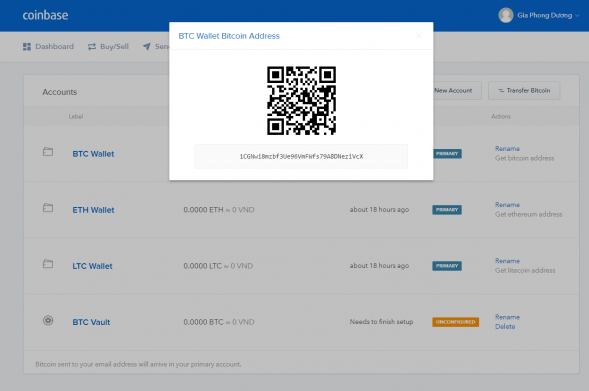 coinbase
Gia Phong Dương
BTC Wallet Bitcoin Address
Dashboard Buy/Sell
Accounts New Account Transfer Bitcoin
Label Actions
BTC Wallet PRIMARY Rename
Get bitcoin address
ETH Wallet 0.0000 ETH ≈ 0 VND about 18 hours ago PRIMARY Rename
Get ethereum address
LTC Wallet 0.0000 LTC ≈ 0 VND about 18 hours ago PRIMARY Rename
Get litecoin address
BTC Vault 0.0000 BTC ≈ 0 VND Needs to finish setup UNCONFIGURED Rename
Delete
Bitcoin sent to your email address will arrive in your primary account.